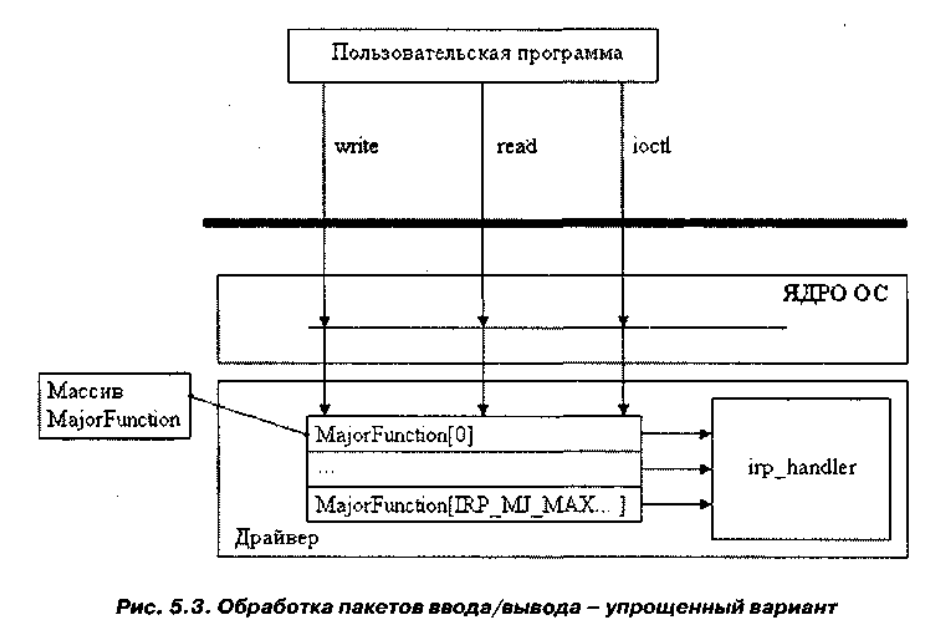 Пользовательская программа
write
read
ioctl
ЯДРО ОС
Массив
MajorFunction
MajorFunction[0]
...
MajorFunction[IRP_MJ_MAX... ]
irp_handler
Драйвер
Рис. 5.3. Обработка пакетов ввода/вывода – упрощенный вариант